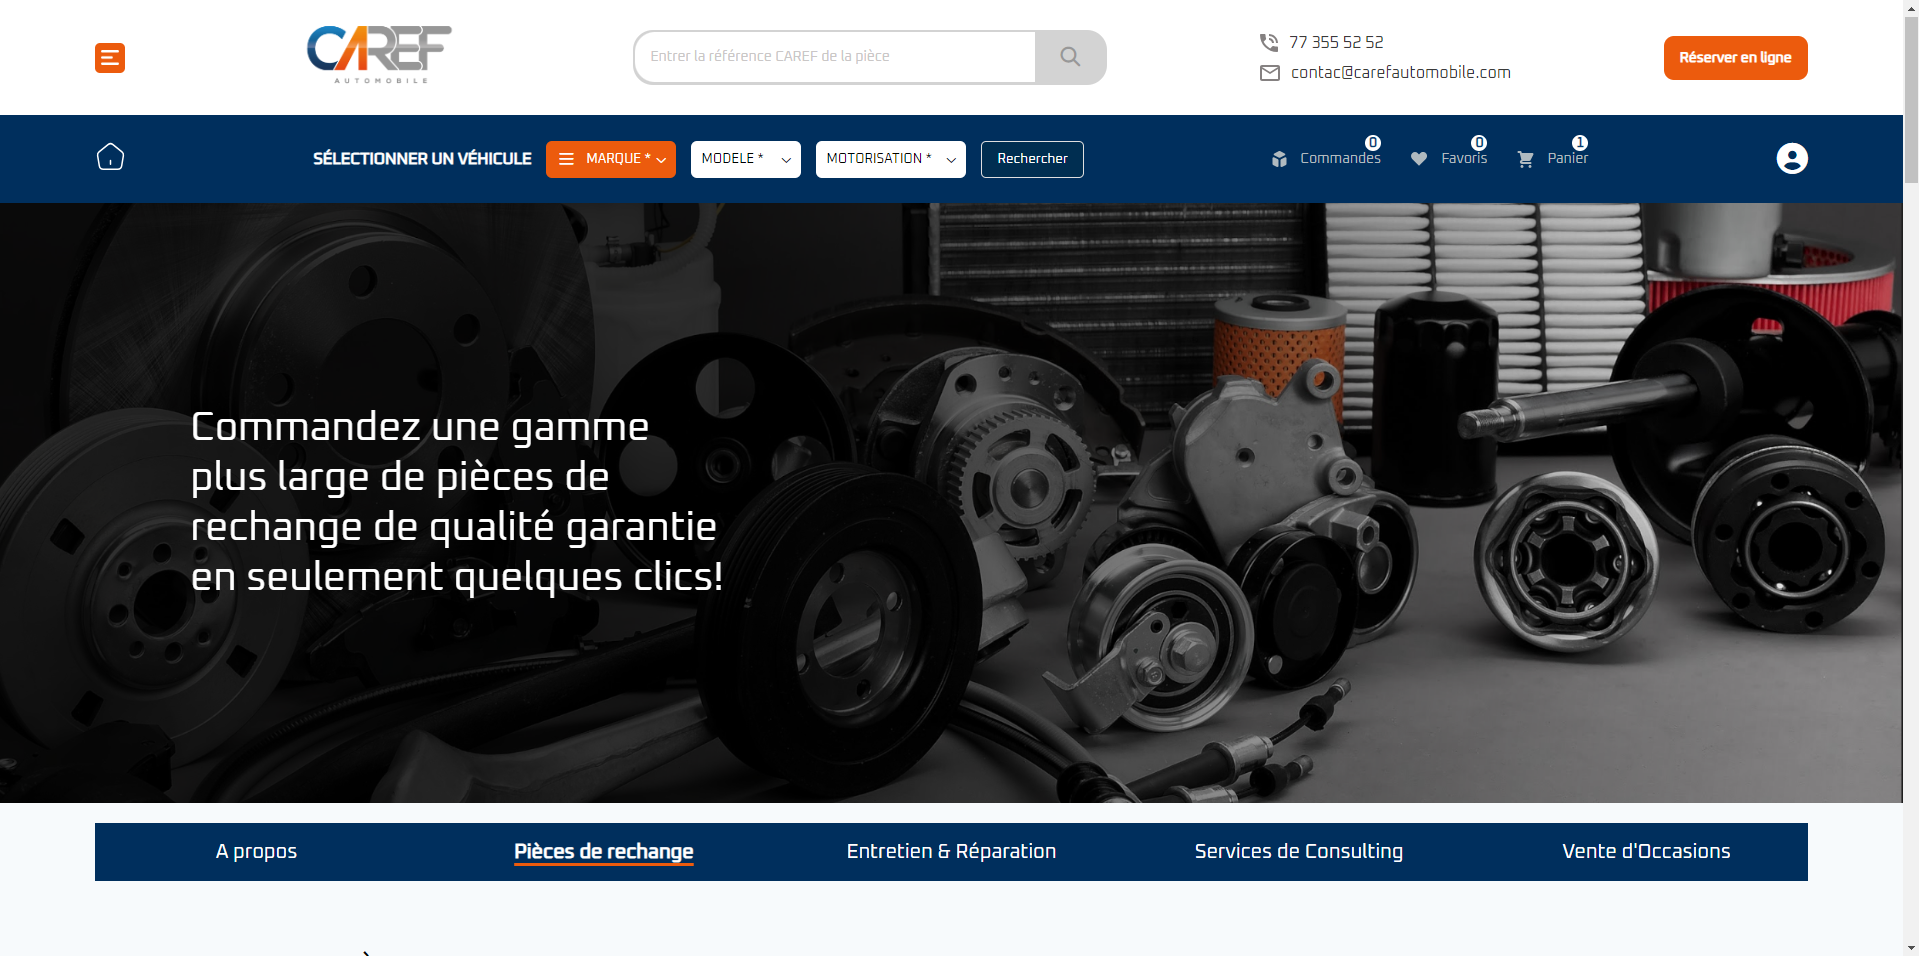 CAREF
AUTOMOBILE
Entrer la référence CAREF de la pièce
77 355 52 52
contac@carefautomobile.com
Réserver en ligne
SÉLECTIONNER UN VÉHICULE
MARQUE *
MODELE *
MOTORISATION *
Rechercher
Commandes 0
Favoris 0
Panier 1
Commandez une gamme
plus large de pièces de
rechange de qualité garantie
en seulement quelques clics!
A propos
Pièces de rechange
Entretien & Réparation
Services de Consulting
Vente d'Occasions